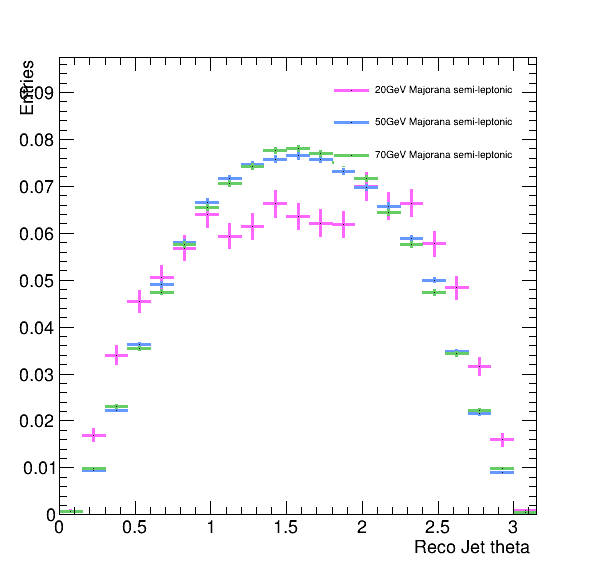 Entries
0.09
20GeV Majorana semi-leptonic
50GeV Majorana semi-leptonic
70GeV Majorana semi-leptonic
0.08
0.07
0.06
0.05
0.04
0.03
0.02
0.01
0
0 0.5 1 1.5 2 2.5 3
Reco Jet theta